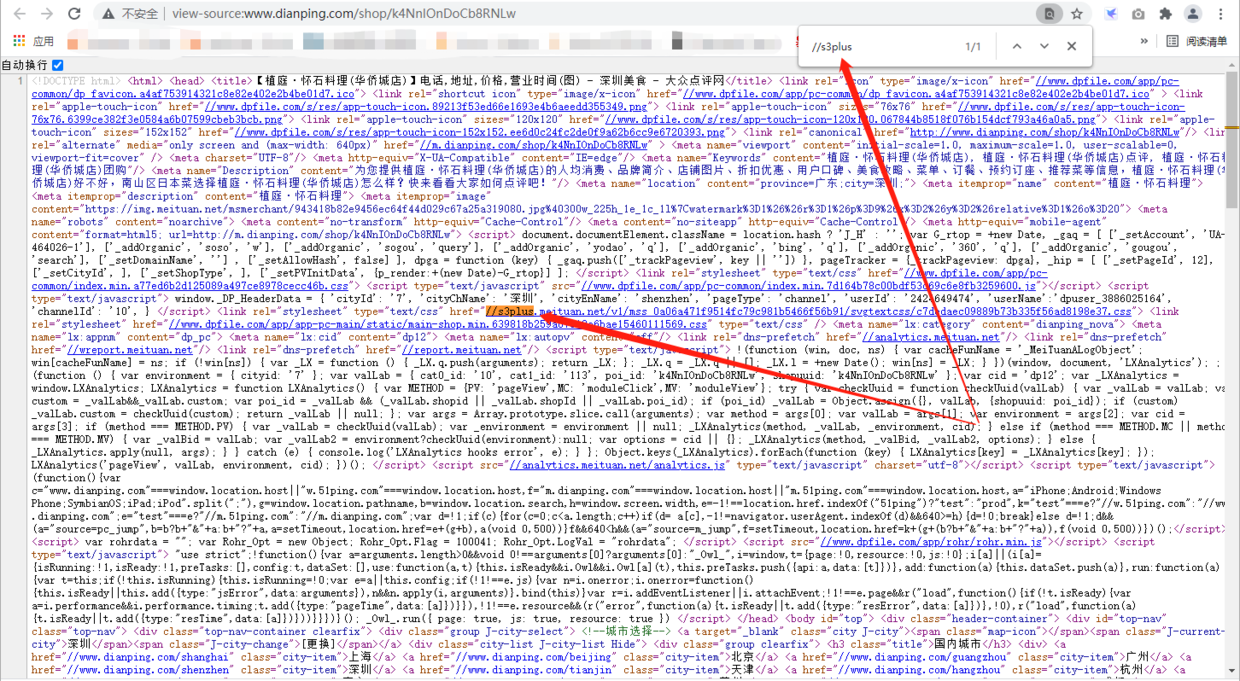 不安全 | view-source:www.dianping.com/shop/k4NnIOnDoCb8RNLw
应用
//s3plus 1/1
» 阅读清单
自动换行
1 <!DOCTYPE html> <html> <head> <title>【植庭·怀石料理(华侨城店)】电话,地址,价格,营业时间(图) - 深圳美食 - 大众点评网</title> <link rel="icon" type="image/x-icon" href="//www.dpfile.com/app/pc-
common/dp_favicon.a4af753914321c8e82e402e2b4be01d7.ico"> <link rel="shortcut icon" type="image/x-icon" href="//www.dpfile.com/app/pc-common/dp_favicon.a4af753914321c8e82e402e2b4be01d7.ico" > <link
rel="apple-touch-icon" href="//www.dpfile.com/s/res/app-touch-icon.89213f53ed66e1693e4b6aeedd355349.png"> <link rel="apple-touch-icon" sizes="76x76" href="//www.dpfile.com/s/res/app-touch-icon-
76x76.6399ce382f3e0584a6b07599cbeb3bcb.png"> <link rel="apple-touch-icon" sizes="120x120" href="//www.dpfile.com/s/res/app-touch-icon-120x120.067844b8518f076b154dcf793a46a0a5.png"> <link rel="apple-
touch-icon" sizes="152x152" href="//www.dpfile.com/s/res/app-touch-icon-152x152.ee6d0c24fc2de0f9a62b6cc9e6720393.png"> <link rel="canonical" href="http://www.dianping.com/shop/k4NnIOnDoCb8RNLw"/> <link
rel="alternate" media="only screen and (max-width: 640px)" href="//m.dianping.com/shop/k4NnIOnDoCb8RNLw" > <meta name="viewport" content="initial-scale=1.0, maximum-scale=1.0, user-scalable=0,
viewport-fit=cover" /> <meta charset="UTF-8"/> <meta http-equiv="X-UA-Compatible" content="IE=edge"/> <meta name="Keywords" content="植庭·怀石料理(华侨城店), 植庭·怀石料理(华侨城店)点评, 植庭·怀石料
理(华侨城店)团购"/> <meta name="Description" content="为您提供植庭·怀石料理(华侨城店)的人均消费、品牌简介、店铺图片、折扣优惠、用户口碑、美食攻略、菜单、订餐、预约订座、推荐菜等信息，植庭·怀石料理(华
侨城店)好不好，南山区日本菜选择植庭·怀石料理(华侨城店)怎么样？快来看看大家如何点评吧！"/> <meta name="location" content="province=广东;city=深圳;"> <meta itemprop="name" content="植庭·怀石料理">
<meta itemprop="description" content="植庭·怀石料理"> <meta itemprop="image"
content="https://img.meituan.net/msmerchant/943418b82e9456ec64f44d029c67a25a319080.jpg%40300w_225h_1e_1c_1l%7Cwatermark%3D1%26%26r%3D1%26p%3D9%26x%3D2%26y%3D2%26relative%3D1%26o%3D20"> <meta
name="robots" content="noarchive"> <meta content="no-transform" http-equiv="Cache-Control"/> <meta content="no-siteapp" http-equiv="Cache-Control"/> <meta http-equiv="mobile-agent"
content="format=html5; url=http://m.dianping.com/shop/k4NnIOnDoCb8RNLw"> <script> document.documentElement.className = location.hash ? 'J_H' : ''; var G_rtop = +new Date, _gaq = [ ['_setAccount', 'UA-
464026-1'], ['_addOrganic', 'soso', 'w'], ['_addOrganic', 'sogou', 'query'], ['_addOrganic', 'yodao', 'q'], ['_addOrganic', 'bing', 'q'], ['_addOrganic', '360', 'q'], ['_addOrganic', 'gougou',
'search'], ['_setDomainName', ''] , ['_setAllowHash', false] ], dpga = function (key) { _gaq.push(['_trackPageview', key || '']) }, pageTracker = {_trackPageview: dpga}, _hip = [ ['_setPageId', 12],
['_setCityId', ], ['_setShopType', ], ['_setPVInitData', {p_render:+(new Date)-G_rtop}] ]; </script> <link rel="stylesheet" type="text/css" href="//www.dpfile.com/app/pc-
common/index.min.a77ed6b2d125089a497ce8978cecc46b.css"> <script type="text/javascript" src="//www.dpfile.com/app/pc-common/index.min.7d164b78c00bdf53dd69c6e8fb3259600.js"></script> <script
type="text/javascript"> window._DP_HeaderData = { 'cityId': '7', 'cityChName': '深圳', 'cityEnName': 'shenzhen', 'pageType': 'channel', 'userId': '2422649474', 'userName':'dpuser_3886025164',
'channelId': '10', } </script> <link rel="stylesheet" type="text/css" href="//s3plus.meituan.net/v1/mss_0a06a471f9514fc79c981b5466f56b91/svgtextcss/c7dadaec09889b73b335f56ad8198e37.css"> <link
rel="stylesheet" href="//www.dpfile.com/app/app-pc-main/static/main-shop.min.css" type="text/css"> <meta name="lx:category" content="dianping_nova"> <meta
name="lx:appnm" content="dp_pc"> <meta name="lx:cid" content="dp12"> <meta name="lx:autopv" content="off"/> <link rel="dns-prefetch" href="//analytics.meituan.net"/> <link rel="dns-prefetch"
href="//wreport.meituan.net"/> <link rel="dns-prefetch" href="//report.meituan.net"/> <script type="text/javascript"> !(function (win, doc, ns) { var cacheFunName = '_MeiTuanALogObject';
win[cacheFunName] = ns; if (!win[ns]) { var _LX = function () { _LX.q.push(arguments); return _LX; }; _LX.q = _LX.q || []; _LX.l = +new Date(); win[ns] = _LX; } })(window, document, 'LXAnalytics'); ;
(function () { var environment = { cityid: '7' }; var valLab = { cat0_id: '10', cat1_id: '113', poi_id: 'k4NnIOnDoCb8RNLw', shopuuid: 'k4NnIOnDoCb8RNLw' }; var cid = 'dp12'; var _LXAnalytics =
window.LXAnalytics; LXAnalytics = function LXAnalytics() { var METHOD = {PV: 'pageView',MC: 'moduleClick',MV: 'moduleView'}; try { var checkUuid = function checkUuid(valLab) { var _valLab = valLab; var
custom = _valLab&&_valLab.custom; var poi_id = _valLab && (_valLab.shopid || _valLab.shopId || _valLab.poi_id); if (poi_id) _valLab = Object.assign({}, valLab, {shopuuid: poi_id}); if (custom)
_valLab.custom = checkUuid(custom); return _valLab || null; }; var args = Array.prototype.slice.call(arguments); var method = args[0]; var valLab = args[1]; var environment = args[2]; var cid =
args[3]; if (method === METHOD.PV) { var _valLab = checkUuid(valLab); var _environment = environment || null; _LXAnalytics(method, _valLab, _environment, cid); } else if (method === METHOD.MC || method
=== METHOD.MV) { var _valBid = valLab; var _valLab2 = environment?checkUuid(environment):null; var options = cid || {}; _LXAnalytics(method, _valBid, _valLab2, options); } else {
_LXAnalytics.apply(null, args); } } catch (e) { console.log('LXAnalytics hooks error', e); } }; Object.keys(_LXAnalytics).forEach(function (key) { LXAnalytics[key] = _LXAnalytics[key]; });
LXAnalytics('pageView', valLab, environment, cid); })(); </script> <script src="//analytics.meituan.net/analytics.js" type="text/javascript" charset="utf-8"></script> <script type="text/javascript">
(function(){var
c="www.dianping.com"===window.location.host||"w.51ping.com"===window.location.host,f="m.dianping.com"===window.location.host||"m.51ping.com"===window.location.host,a="iPhone;Android;Windows
Phone;SymbianOS;iPad;iPod".split(";"),g=window.location.pathname,b=window.location.search,h=window.screen.width,e=-1!==location.href.indexOf("51ping")?"test":"prod",k="test"===e?"//w.51ping.com":"//www
.dianping.com";e="test"===e?"//m.51ping.com":"//m.dianping.com";var d=!1;if(c) {for(c=0;c<a.length;c++)if(d= a[c],-1!==navigator.userAgent.indexOf(d)&&640>=h){d=!0;break}else d=!1;d&&
(a="source=pc_jump",b=b?b+"&"+a:b+"?"+a,a=setTimeout,location.href=e+(g+b),a(void 0,500))}f&&640<h&&(a="source=m_jump",f=setTimeout,location.href=k+(g+(b?b+"&"+a:b+"?"+a)),f(void 0,500))})();</script>
<script> var rohrdata = ""; var Rohr_Opt = new Object; Rohr_Opt.Flag = 100041; Rohr_Opt.LogVal = "rohrdata"; </script> <script src="//www.dpfile.com/app/rohr/rohr.min.js"></script> <script
type="text/javascript"> "use strict";!function(){var a=arguments.length>0&&void 0!==arguments[0]?arguments[0]:"_Owl_",i=window,t={page:!0,resource:!0,js:!0};i[a]||(i[a]=
{isRunning:!1,isReady:!1,preTasks:[],config:t,dataSet:[],use:function(a,t){this.isReady&&i.Owl&&i.Owl[a](t),this.preTasks.push({api:a,data:[t]})},add:function(a){this.dataSet.push(a)},run:function(a)
{var t=this;if(!this.isRunning){this.isRunning=!0;var e=a||this.config;if(!1!==e.js){var n=i.onerror;i.onerror=function()
{this.isReady||this.add({type:"jsError",data:arguments}),n&&n.apply(i,arguments)}.bind(this)}var r=i.addEventListener||i.attachEvent;!1!==e.page&&r("load",function(){if(!t.isReady){var
a=i.performance&&i.performance.timing;t.add({type:"pageTime",data:[a]})}}),!1!==e.resource&&(r("error",function(a){t.isReady||t.add({type:"resError",data:[a]})},!0),r("load",function(a)
{t.isReady||t.add({type:"resTime",data:[a]})}))}}})}(); _Owl_.run({ page: true, js: true, resource: true }) </script> </head> <body id="top"> <div class="header-container"> <div id="top-nav"
class="top-nav"> <div class="top-nav-container clearfix"> <div class="group J-city-select"> <!--城市选择--> <a target="_blank" class="city J-city"><span class="map-icon"></span><span class="J-current-
city">深圳</span><span class="J-city-change">[更换]</span></a> <div class="city-list J-city-list Hide"> <div class="group clearfix"> <h3 class="title">国内城市</h3> <div> <a
href="//www.dianping.com/shanghai" class="city-item">上海</a> <a href="//www.dianping.com/beijing" class="city-item">北京</a> <a href="//www.dianping.com/guangzhou" class="city-item">广州</a> <a
href="//www.dianping.com/shenzhen" class="city-item">深圳</a> <a href="//www.dianping.com/tianjin" class="city-item">天津</a> <a href="//www.dianping.com/hangzhou" class="city-item">杭州</a> <a